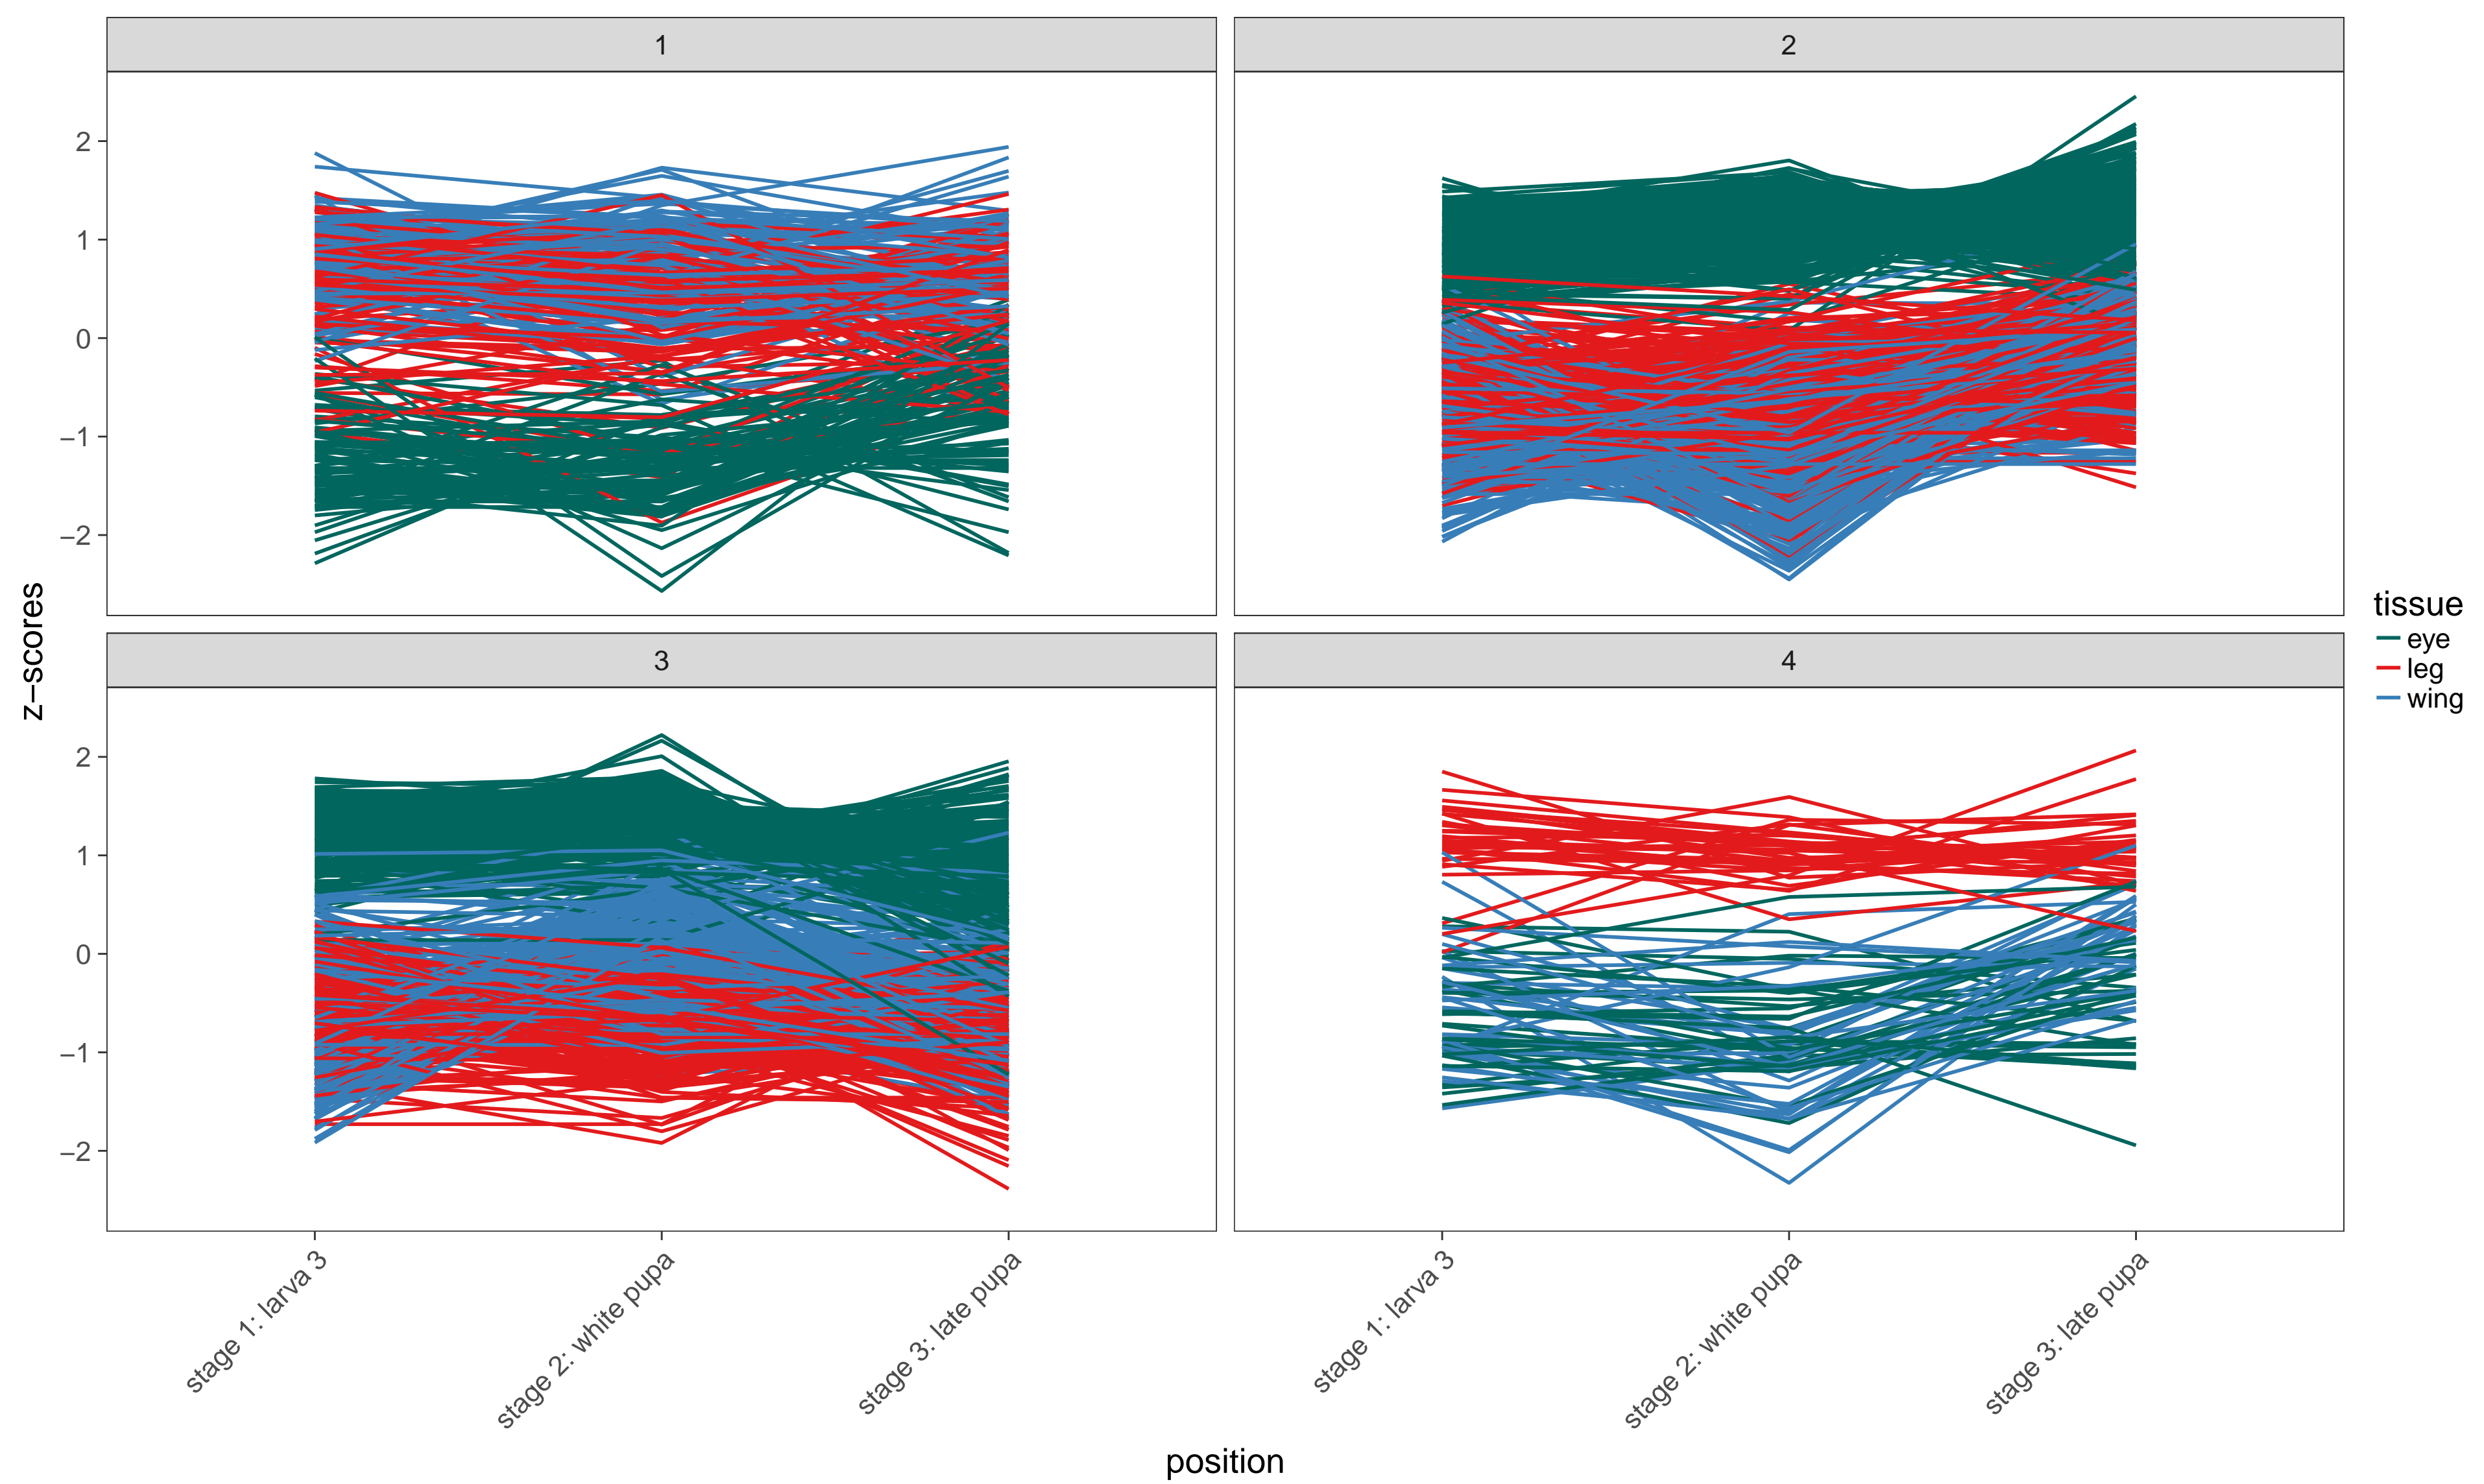 1
2
2
1
0
−1
−2
z−scores
3
4
2
1
0
−1
−2
stage 1: larva 3
stage 2: white pupa
stage 3: late pupa
stage 1: larva 3
stage 2: white pupa
stage 3: late pupa
position
tissue
eye
leg
wing